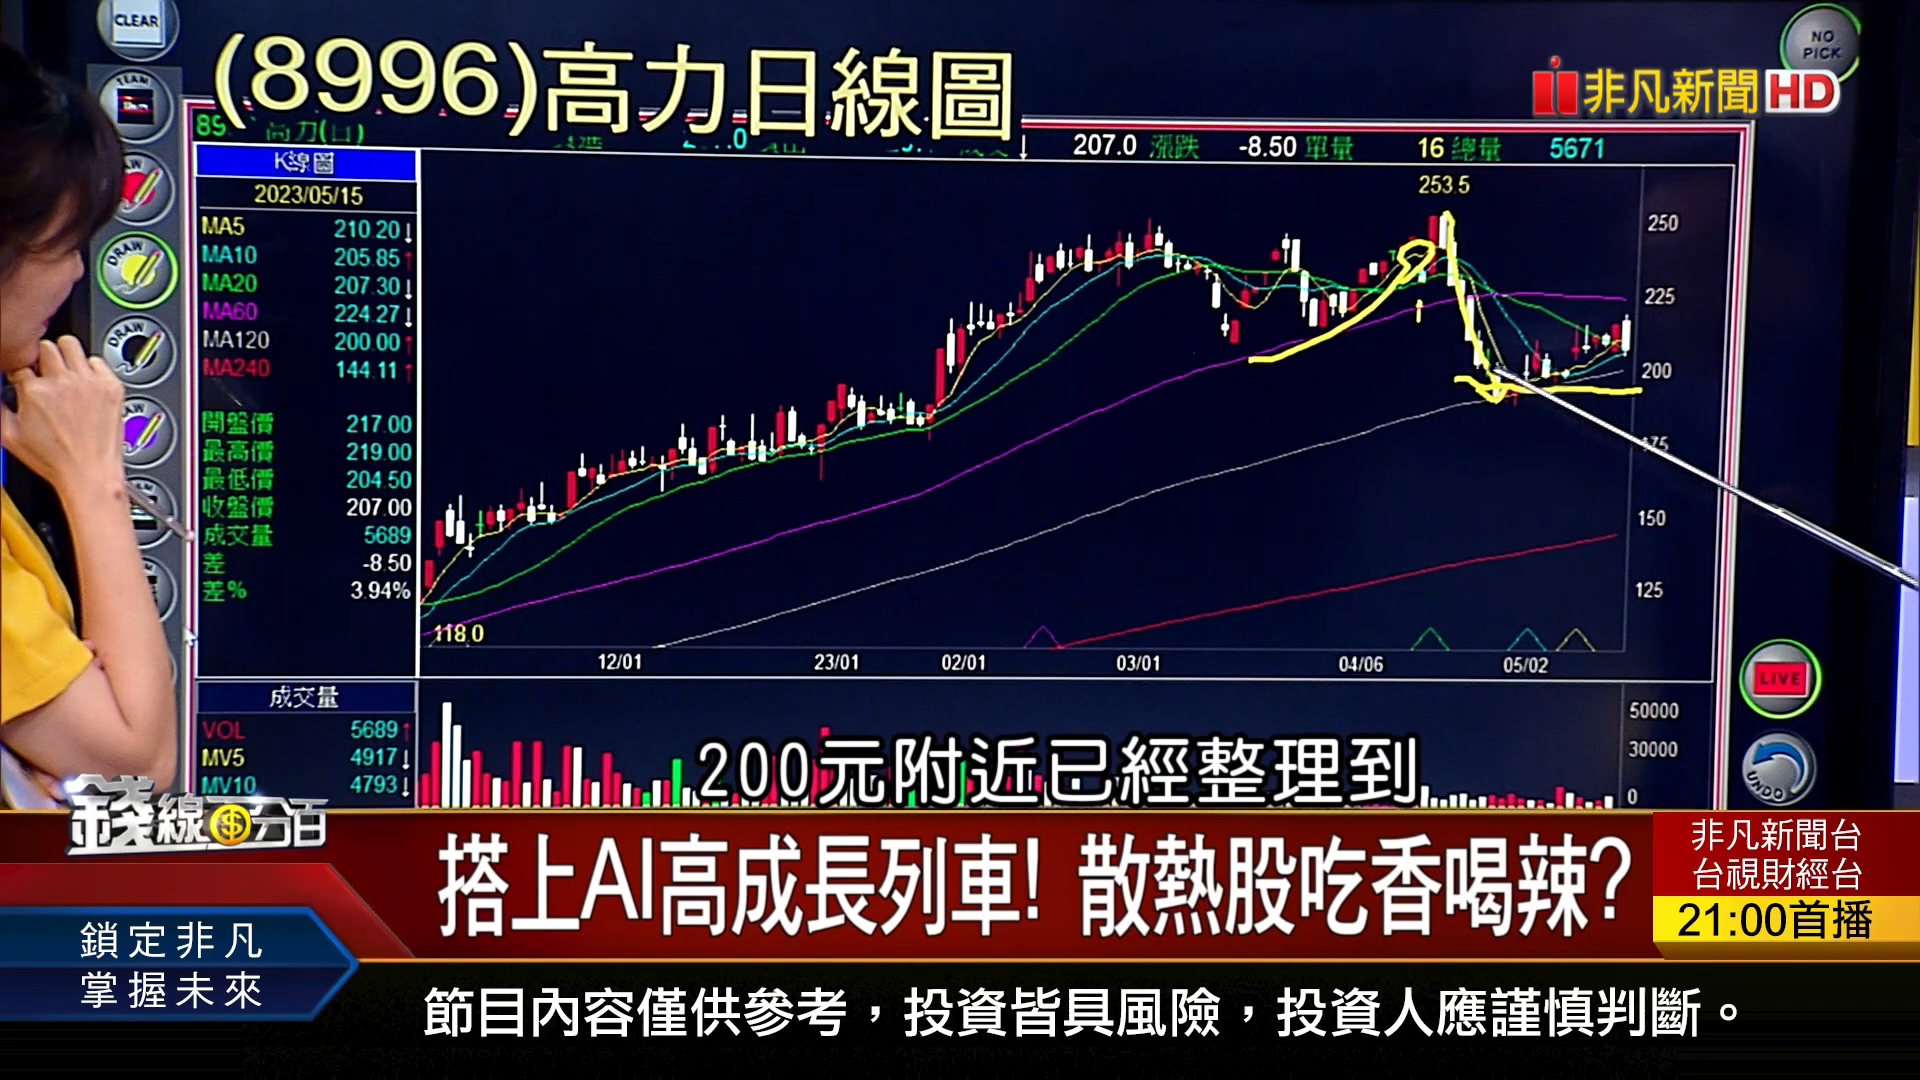 CLEAR
NO
PICK
(8996)高力日線圖
非凡新聞HD
高力(日)
207.0 漲跌 -8.50 單量 16 總量 5671
K線圖
2023/05/15
MA5 210.20↓
MA10 205.85↑
MA20 207.30↓
MA60 224.27↓
MA120 200.00↑
MA240 144.11↑
開盤價 217.00
最高價 219.00
最低價 204.50
收盤價 207.00
成交量 5689
差 -8.50
差% 3.94%
TEAM
DRAW
DRAW
253.5
250
225
200
175
150
125
118.0
12/01 23/01 02/01 03/01 04/06 05/02
成交量
VOL 5689↑
MV5 4917↓
MV10 4793↓
50000
30000
0
LIVE
UNDO
200元附近已經整理到
錢線百分百
搭上AI高成長列車! 散熱股吃香喝辣?
非凡新聞台
台視財經台
21:00首播
鎖定非凡
掌握未來
節目內容僅供參考，投資皆具風險，投資人應謹慎判斷。